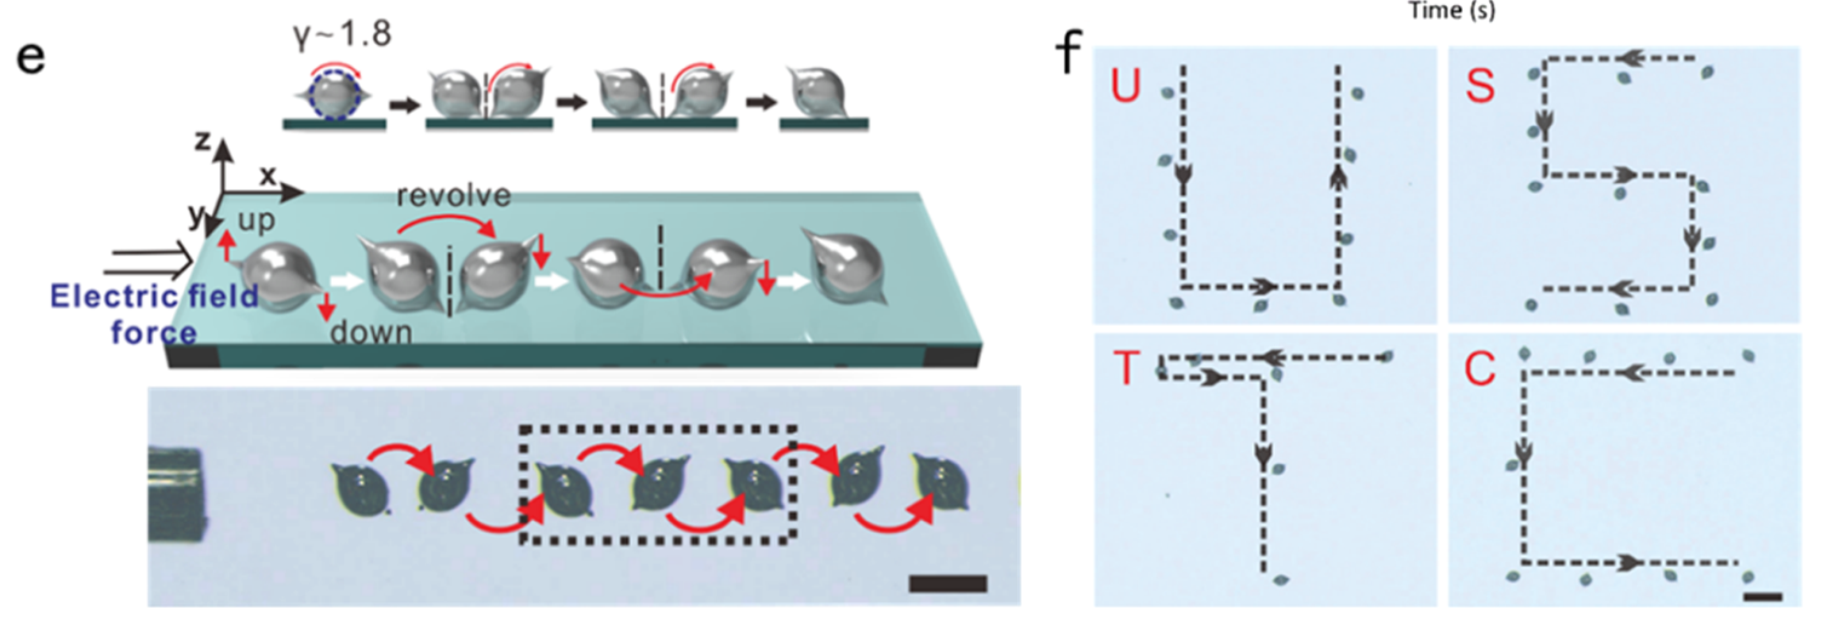 Time (s)
e
γ~1.8
z
x
y
up
revolve
Electric field
force
down
f
U
S
T
C